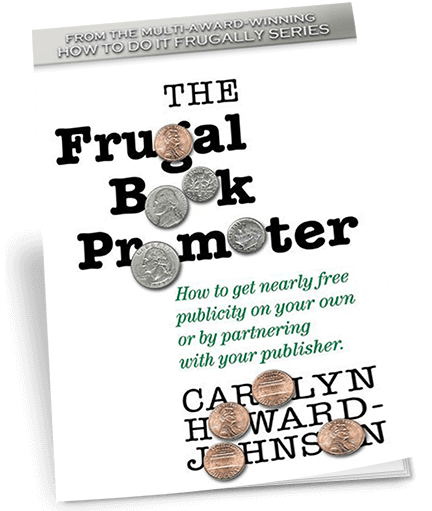 FROM THE MULTI-AWARD-WINNING
HOW TO DO IT FRUGALLY SERIES
THE
Frugal
Book
Promoter
How to get nearly free
publicity on your own
or by partnering
with your publisher.
CAROLYN
HOWARD-
JOHNSON